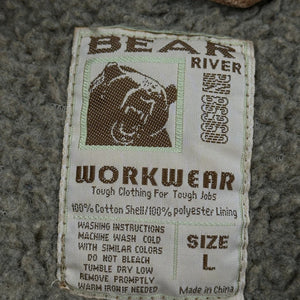 BEAR
RIVER
WORKWEAR
Tough Clothing For Tough Jobs
100% Cotton Shell/100% polyester Lining
WASHING INSTRUCTIONS
MACHINE WASH COLD
WITH SIMILAR COLORS
DO NOT BLEACH
TUMBLE DRY LOW
REMOVE PROMPTLY
WARM IRON IF NEEDED
SIZE
L
Made in China